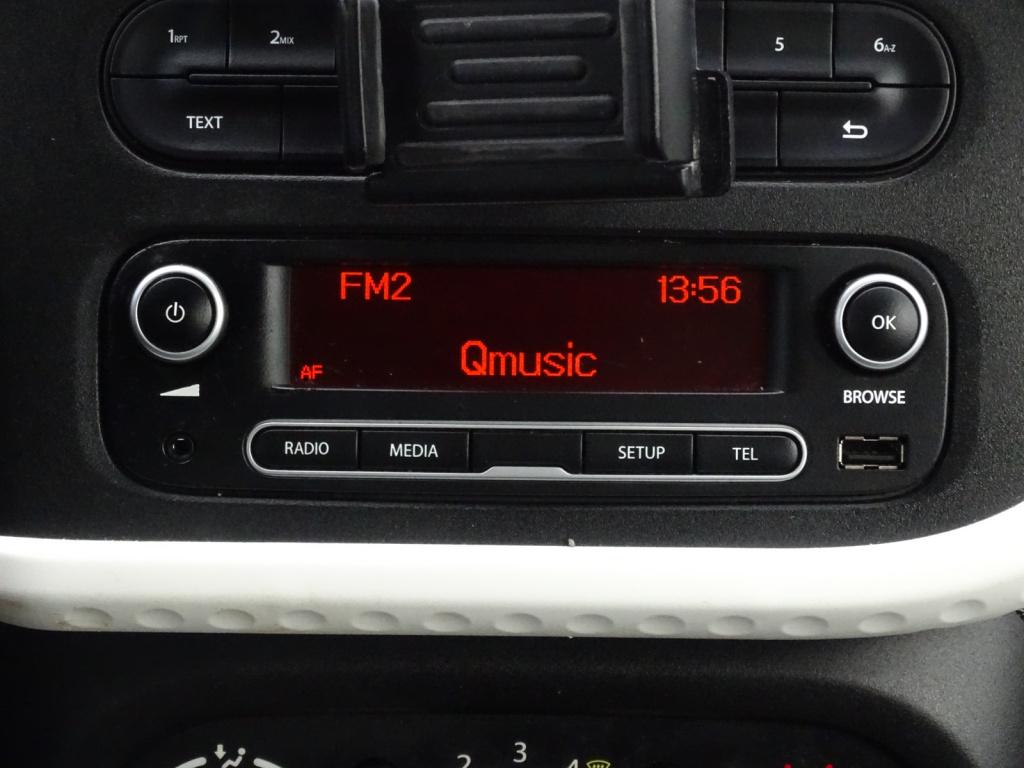 1RPT 2MIX 5 6A-Z
TEXT
FM2 13:56
Qmusic
AF
OK
BROWSE
RADIO MEDIA SETUP TEL
2 3 4